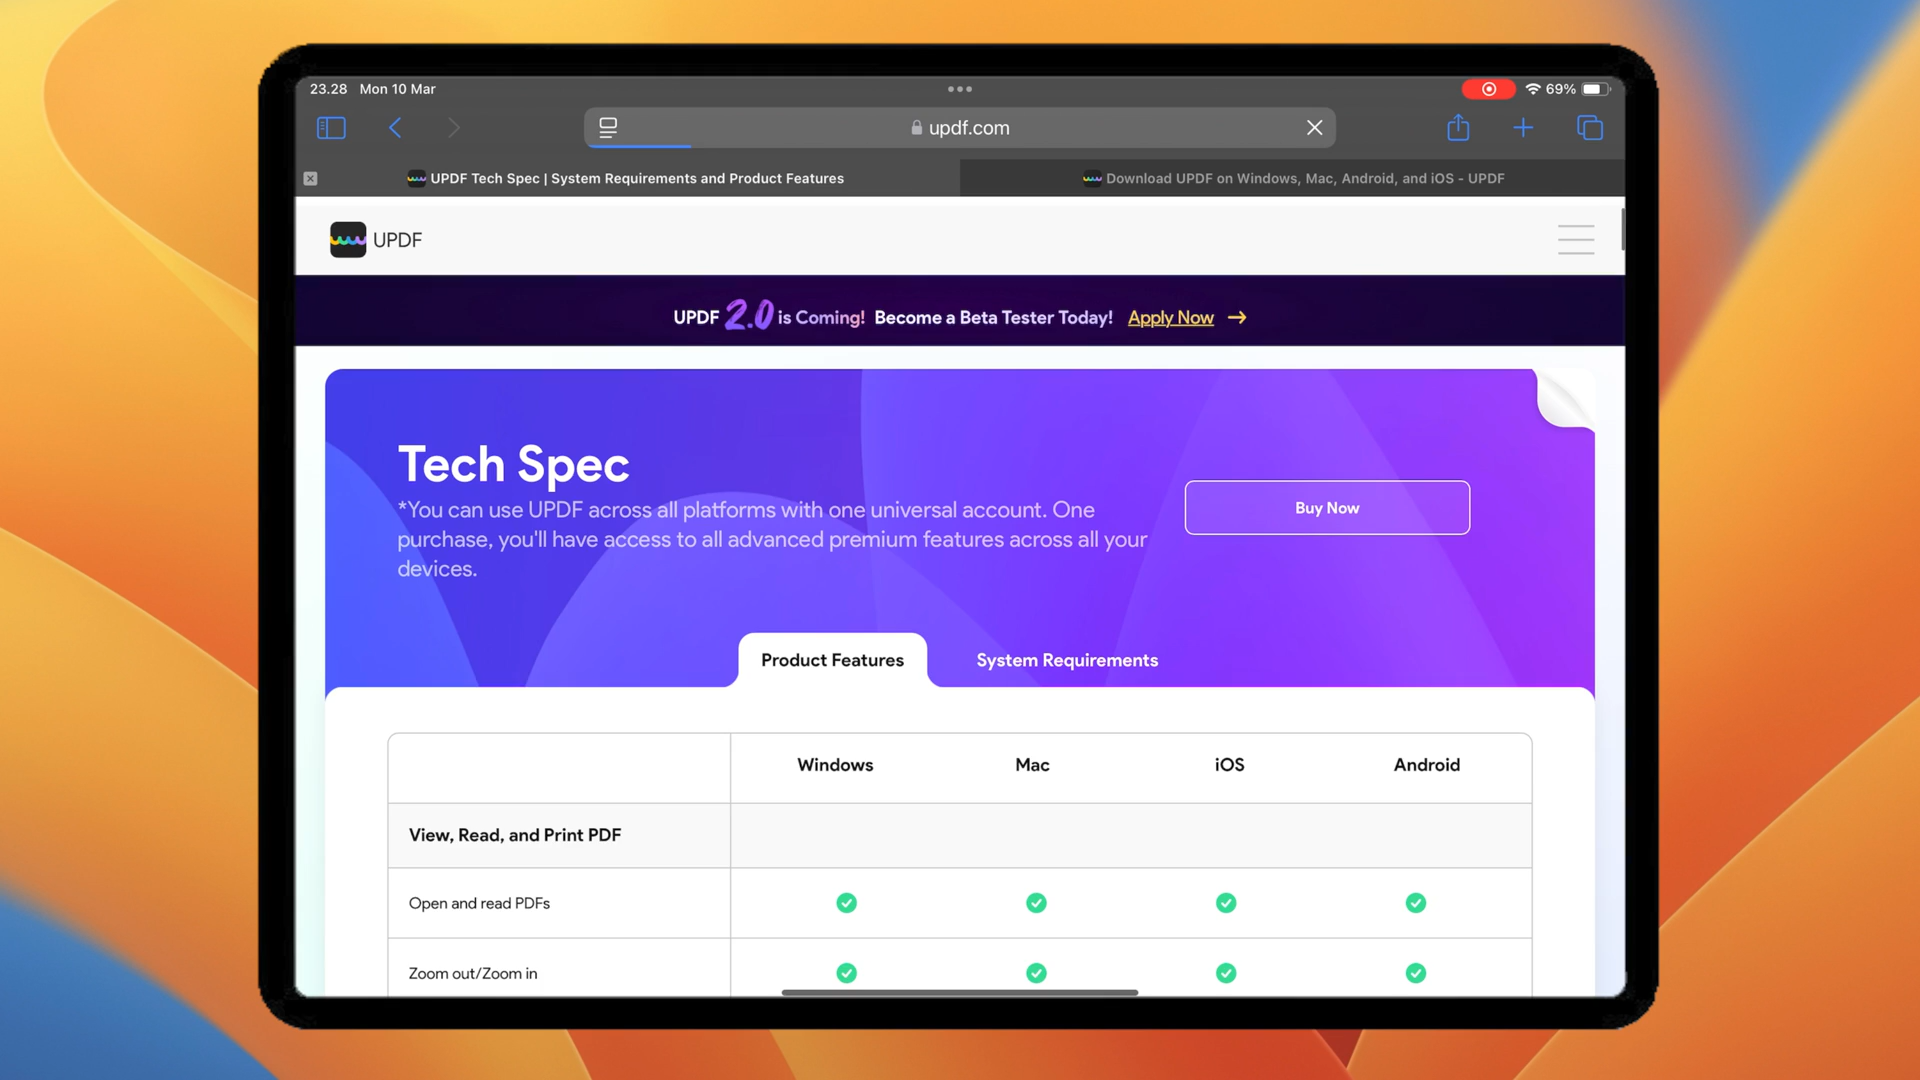 23.28 Mon 10 Mar
69%
updf.com
UPDF Tech Spec | System Requirements and Product Features
Download UPDF on Windows, Mac, Android, and iOS - UPDF
UPDF
UPDF 2.0 is Coming! Become a Beta Tester Today! Apply Now →
Tech Spec
*You can use UPDF across all platforms with one universal account. One
purchase, you'll have access to all advanced premium features across all your
devices.
Buy Now
Product Features
System Requirements
Windows Mac iOS Android
View, Read, and Print PDF
Open and read PDFs
Zoom out/Zoom in